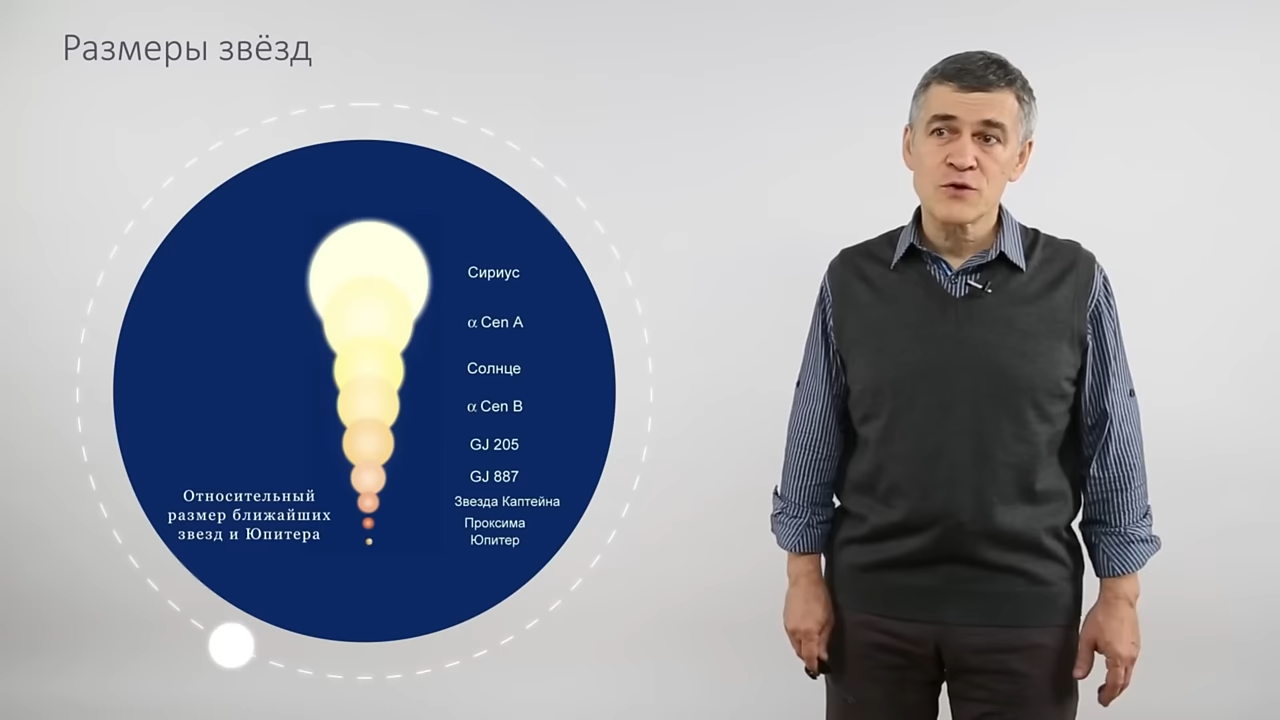 Размеры звёзд
Сириус
α Cen A
Солнце
α Cen B
GJ 205
GJ 887
Звезда Каптейна
Проксима
Юпитер
Относительный
размер ближайших
звезд и Юпитера